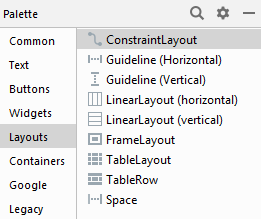 Palette
Common
Text
Buttons
Widgets
Layouts
Containers
Google
Legacy
ConstraintLayout
Guideline (Horizontal)
Guideline (Vertical)
LinearLayout (horizontal)
LinearLayout (vertical)
FrameLayout
TableLayout
TableRow
Space